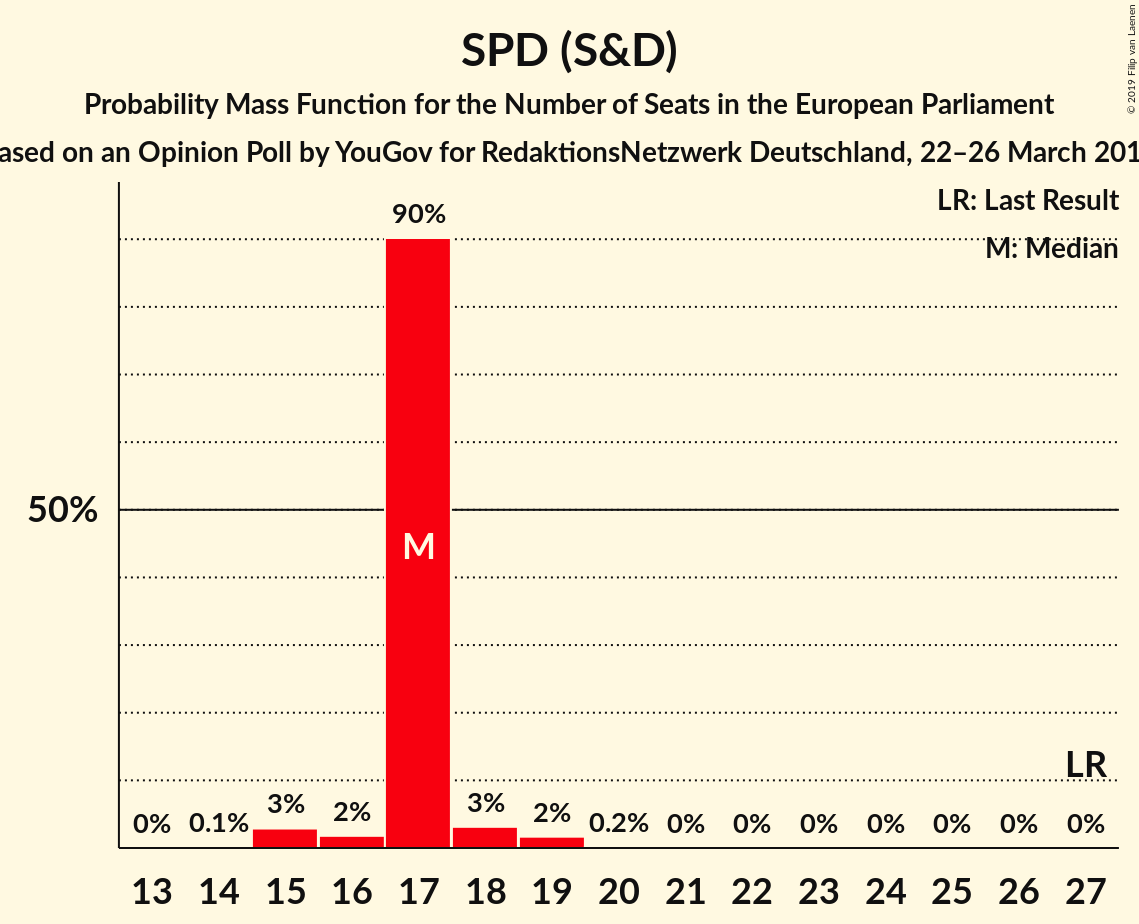 SPD (S&D)
Probability Mass Function for the Number of Seats in the European Parliament
ased on an Opinion Poll by YouGov for RedaktionsNetzwerk Deutschland, 22–26 March 201
© 2019 Filip van Laenen
LR: Last Result
M: Median
90%
50%
M
LR
0% 0.1% 3% 2% 3% 2% 0.2% 0% 0% 0% 0% 0% 0% 0%
13 14 15 16 17 18 19 20 21 22 23 24 25 26 27